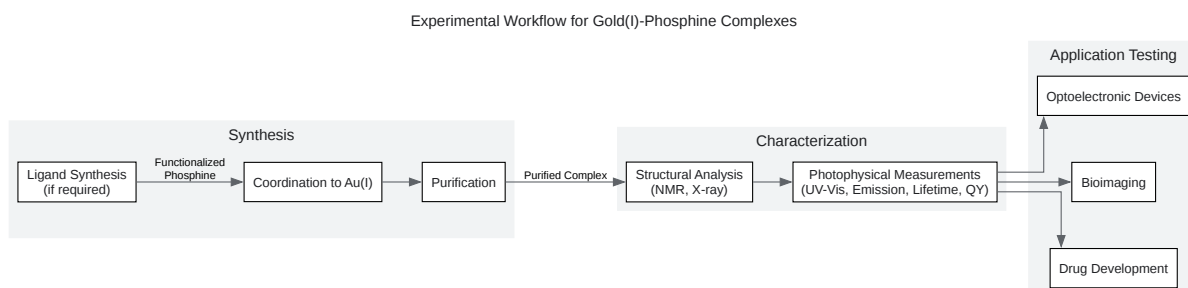 Experimental Workflow for Gold(I)-Phosphine Complexes
Synthesis
Ligand Synthesis
(if required)
Functionalized
Phosphine
Coordination to Au(I)
Purification
Purified Complex
Characterization
Structural Analysis
(NMR, X-ray)
Photophysical Measurements
(UV-Vis, Emission, Lifetime, QY)
Application Testing
Optoelectronic Devices
Bioimaging
Drug Development